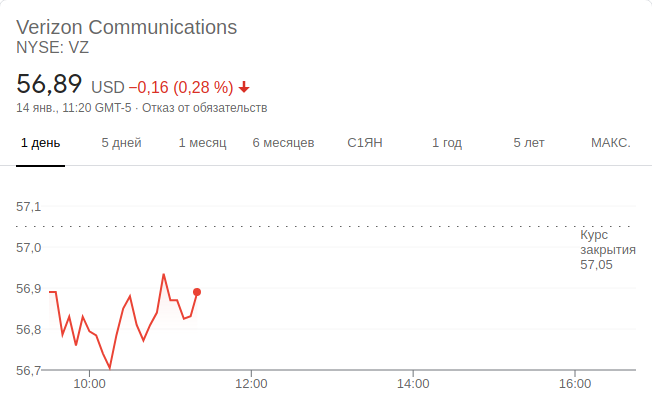 Verizon Communications
NYSE: VZ
56,89 USD −0,16 (0,28 %)
14 янв., 11:20 GMT-5 · Отказ от обязательств
1 день 5 дней 1 месяц 6 месяцев С1ЯН 1 год 5 лет МАКС.
57,1
57,0
56,9
56,8
56,7
Курс
закрытия
57,05
10:00 12:00 14:00 16:00